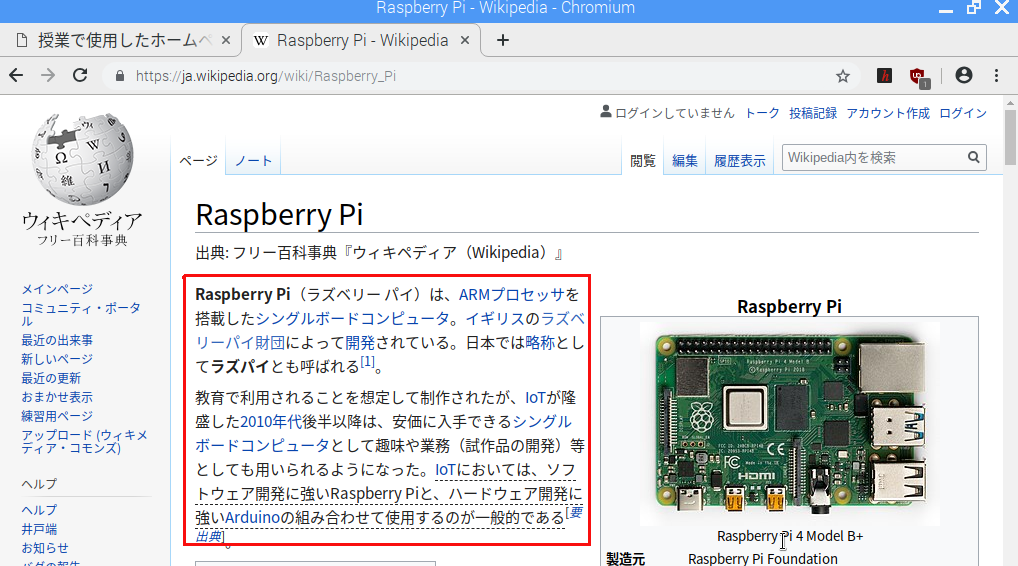 Raspberry Pi - Wikipedia - Chromium
授業で使用したホームペ
W Raspberry Pi - Wikipedia
https://ja.wikipedia.org/wiki/Raspberry_Pi
ログインしていません トーク 投稿記録 アカウント作成 ログイン
ページ ノート 閲覧 編集 履歴表示 Wikipedia内を検索
ウィキペディア
フリー百科事典
メインページ
コミュニティ・ポータ
ル
最近の出来事
新しいページ
最近の更新
おまかせ表示
練習用ページ
アップロード (ウィキメ
ディア・コモンズ)
ヘルプ
ヘルプ
井戸端
お知らせ
バグの報告
Raspberry Pi
出典: フリー百科事典『ウィキペディア（Wikipedia）』
Raspberry Pi（ラズベリー パイ）は、ARMプロセッサを
搭載したシングルボードコンピュータ。イギリスのラズベ
リーパイ財団によって開発されている。日本では略称とし
てラズパイとも呼ばれる[1]。
教育で利用されることを想定して制作されたが、IoTが隆
盛した2010年代後半以降は、安価に入手できるシングル
ボードコンピュータとして趣味や業務（試作品の開発）等
としても用いられるようになった。IoTにおいては、ソフ
トウェア開発に強いRaspberry Piと、ハードウェア開発に
強いArduinoの組み合わせて使用するのが一般的である[要
出典]。
Raspberry Pi
Raspberry Pi 4 Model B
©Raspberry Pi 2018
FC
CE
HDMI
Raspberry Pi 4 Model B+
製造元 Raspberry Pi Foundation